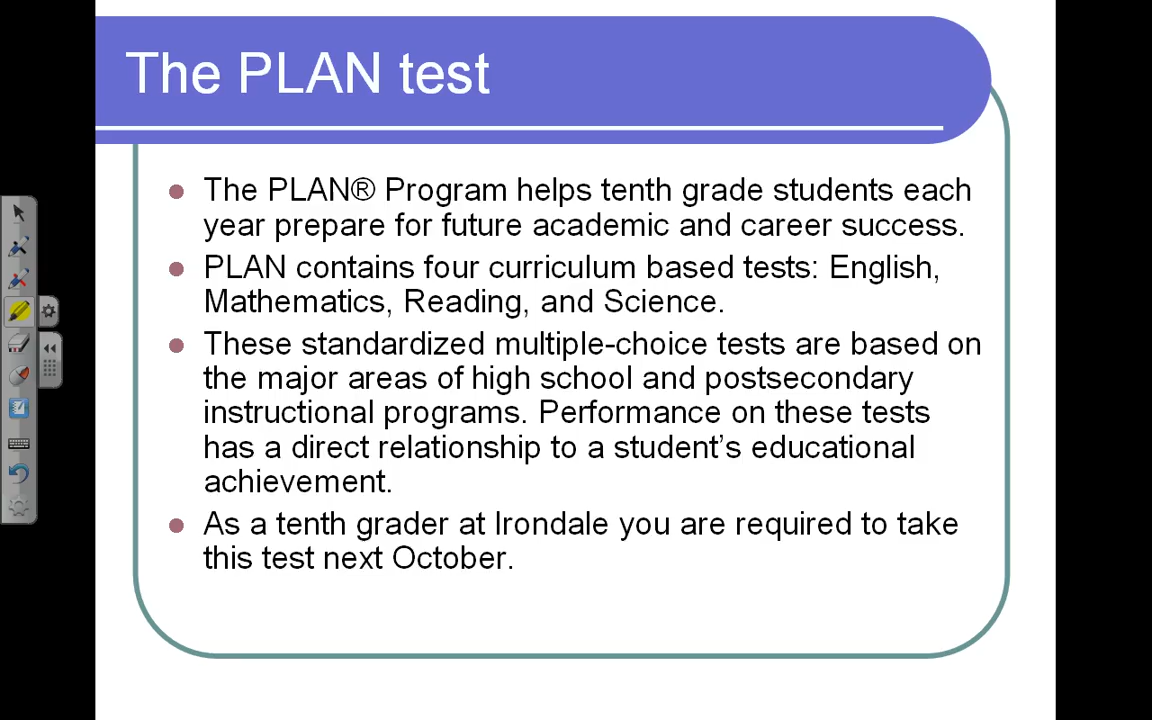 The PLAN test
The PLAN® Program helps tenth grade students each
year prepare for future academic and career success.
PLAN contains four curriculum based tests: English,
Mathematics, Reading, and Science.
These standardized multiple-choice tests are based on
the major areas of high school and postsecondary
instructional programs. Performance on these tests
has a direct relationship to a student’s educational
achievement.
As a tenth grader at Irondale you are required to take
this test next October.